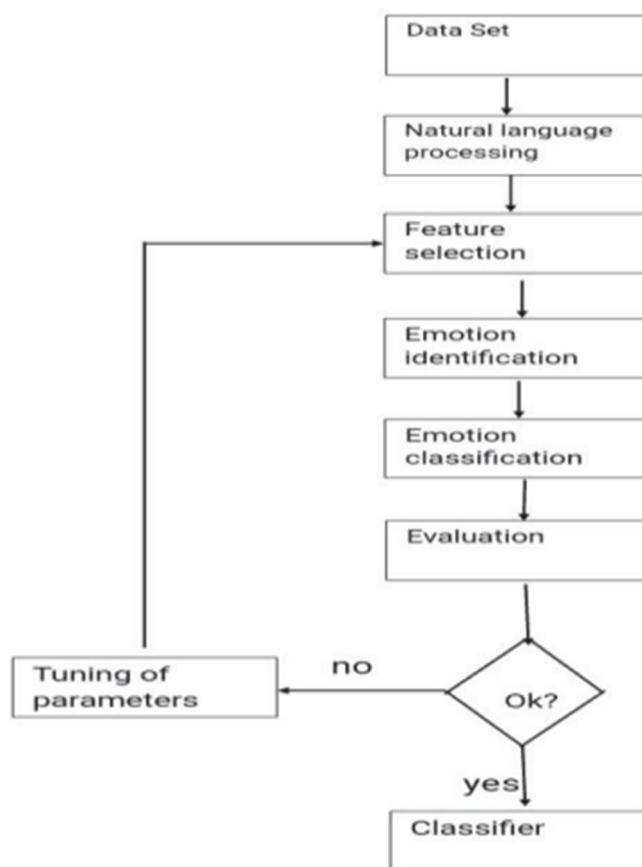 Data Set
Natural language
processing
Feature
selection
Emotion
identification
Emotion
classification
Evaluation
Ok?
no
Tuning of
parameters
yes
Classifier